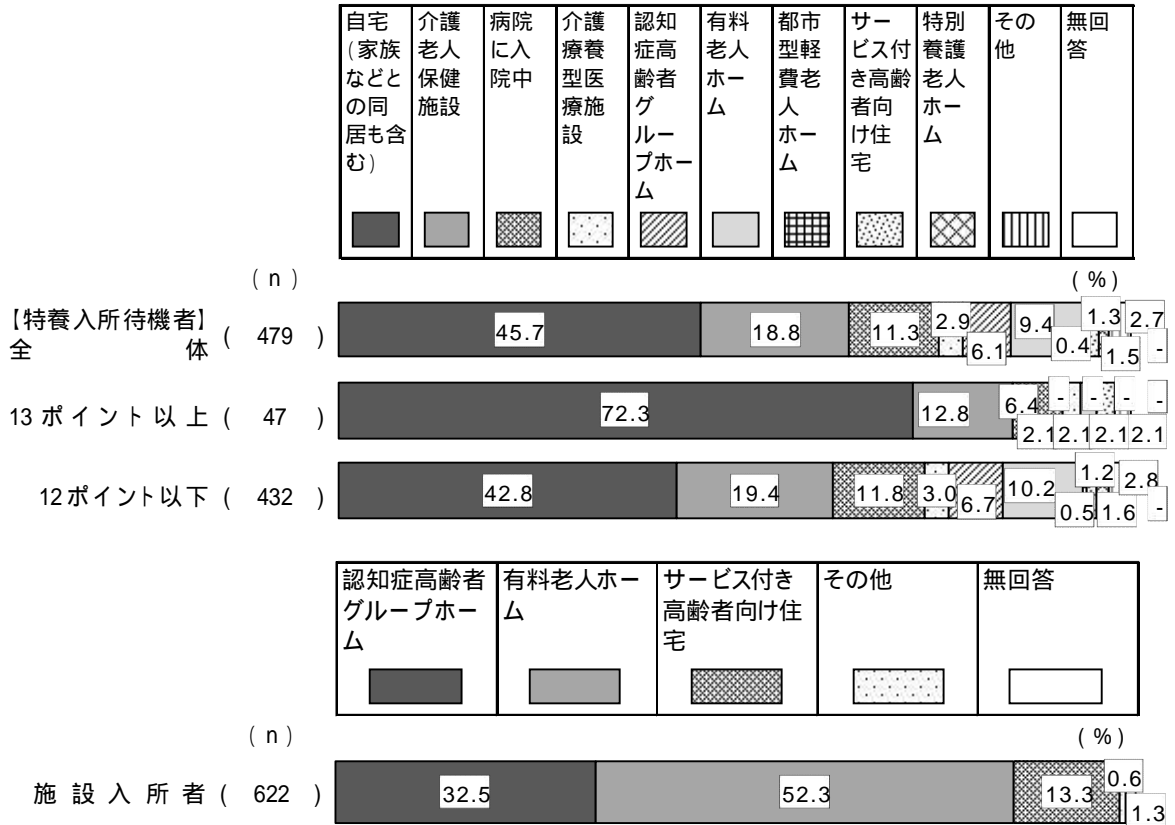 自宅(家族などとの同居も含む)
介護老人保健施設
病院に入院中
介護療養型医療施設
認知症高齢者グループホーム
有料老人ホーム
都市型軽費老人ホーム
サービス付き高齢者向け住宅
特別養護老人ホーム
その他
無回答
(n) (%)
【特養入所待機者】
全体 (479) 45.7 18.8 11.3 2.9 6.1 9.4 0.4 1.3 1.5 2.7 -
13ポイント以上 (47) 72.3 12.8 6.4 2.1 - 2.1 - 2.1 - 2.1 -
12ポイント以下 (432) 42.8 19.4 11.8 3.0 6.7 10.2 0.5 1.2 1.6 2.8 -
認知症高齢者グループホーム
有料老人ホーム
サービス付き高齢者向け住宅
その他
無回答
(n) (%)
施設入所者 (622) 32.5 52.3 13.3 0.6 1.3